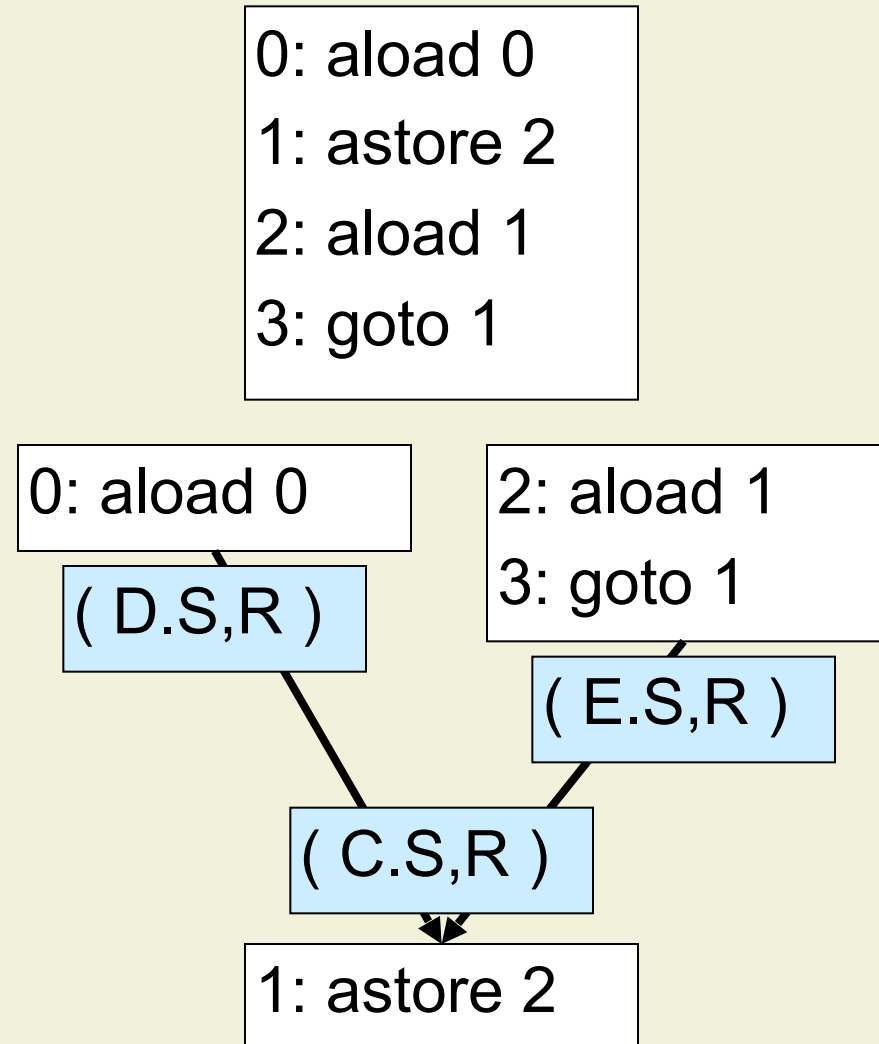 0: aload 0
1: astore 2
2: aload 1
3: goto 1
0: aload 0
2: aload 1
3: goto 1
( D.S,R )
( E.S,R )
( C.S,R )
1: astore 2